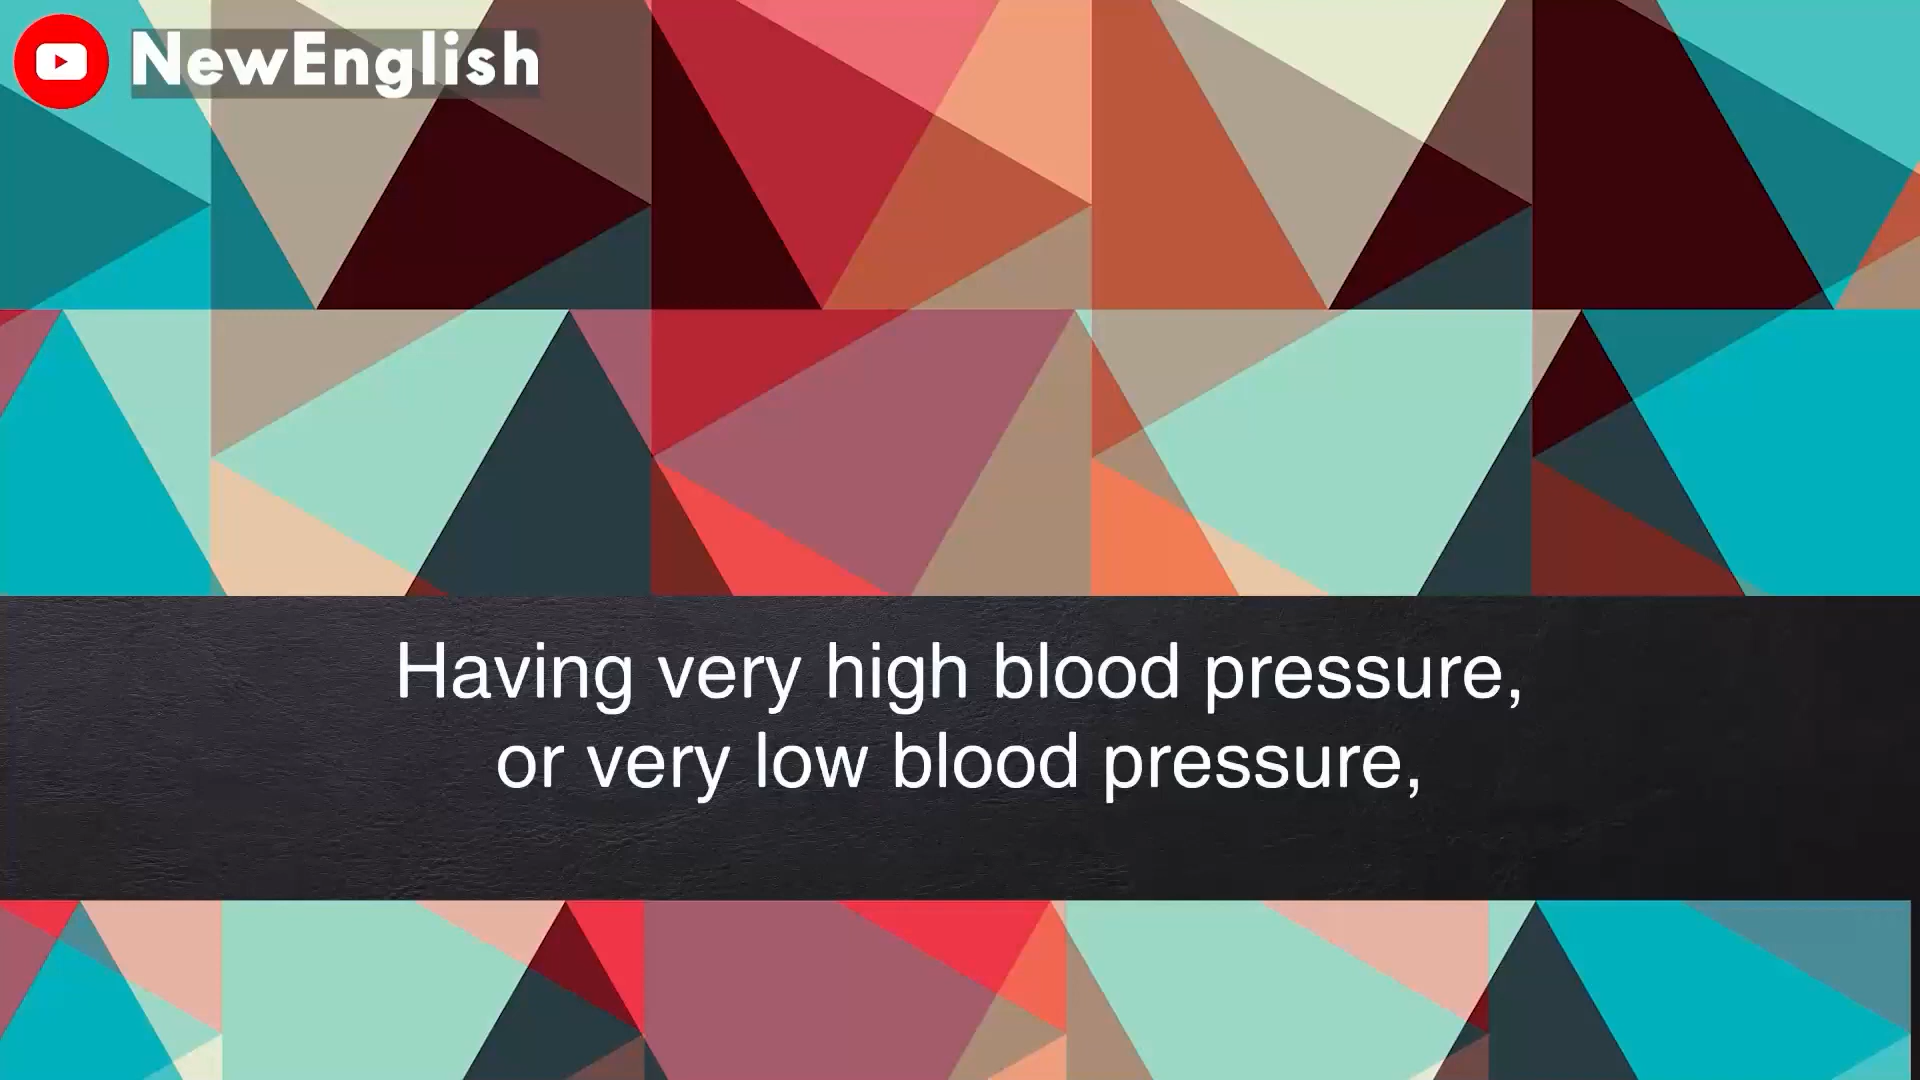 NewEnglish
Having very high blood pressure,
or very low blood pressure,